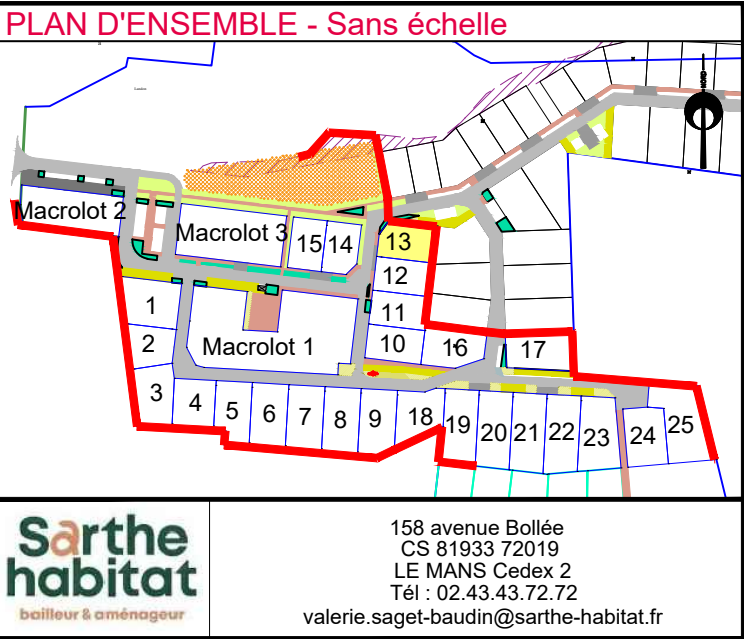 PLAN D'ENSEMBLE - Sans échelle
NORD
Macrolot 2
Macrolot 3
15
14
13
12
11
10
16
17
1
2
3
Macrolot 1
4
5
6
7
8
9
18
19
20
21
22
23
24
25
Sarthe
habitat
bailleur & aménageur
158 avenue Bollée
CS 81933 72019
LE MANS Cedex 2
Tél : 02.43.43.72.72
valerie.saget-baudin@sarthe-habitat.fr